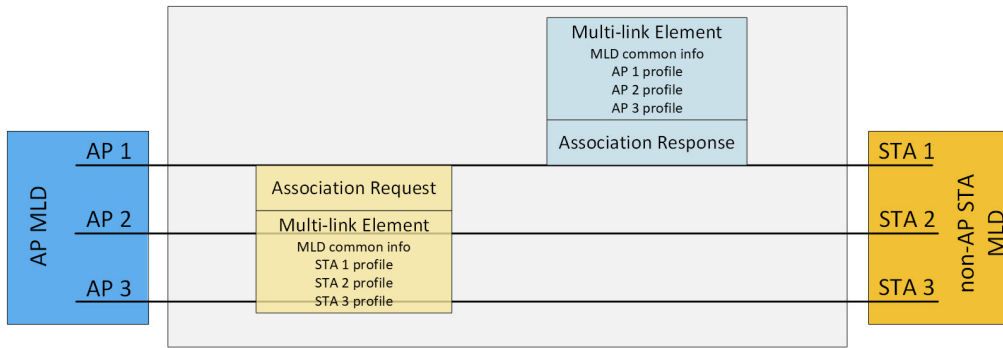 AP MLD
AP 1
AP 2
AP 3
Multi-link Element
MLD common info
AP 1 profile
AP 2 profile
AP 3 profile
Association Response
Association Request
Multi-link Element
MLD common info
STA 1 profile
STA 2 profile
STA 3 profile
STA 1
STA 2
STA 3
non-AP STA
MLD